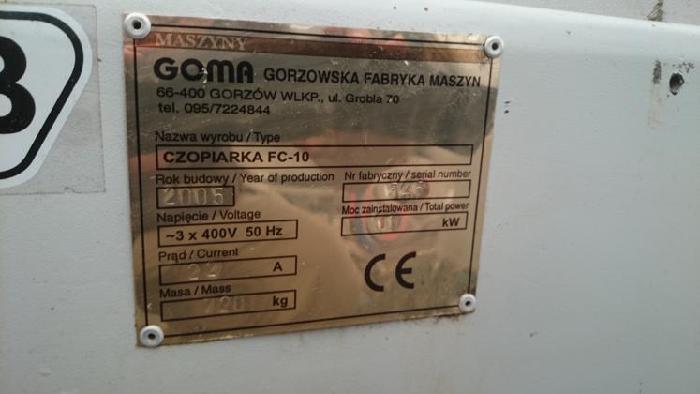 B
MASZYNY
GOMA GORZOWSKA FABRYKA MASZYN
66-400 GORZÓW WLKP., ul. Grobla 70
tel. 095/7224844
Nazwa wyrobu / Type
CZOPIARKA FC-10
Rok budowy / Year of production Nr fabryczny / serial number
2005
Napięcie / Voltage Moc zainstalowana / Total power
~3 x 400V 50 Hz kW
Prąd / Current
22 A
Masa / Mass
kg
CE